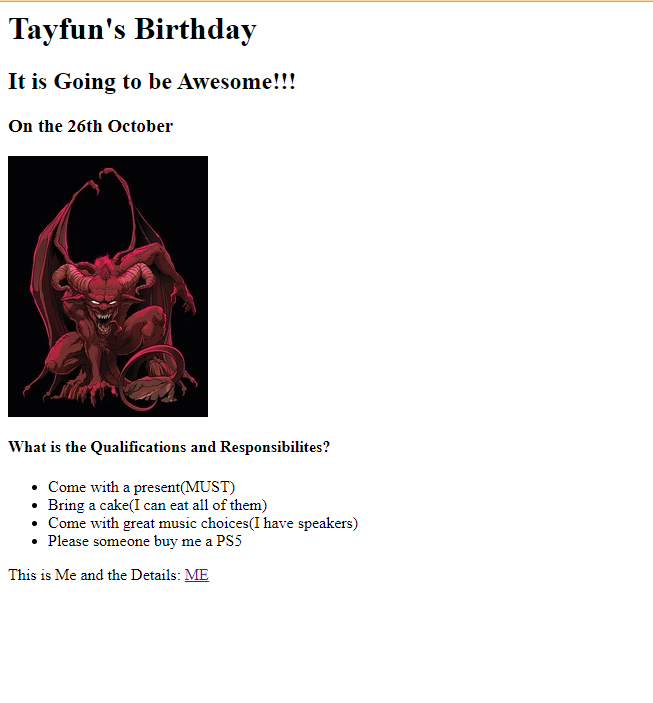 Tayfun's Birthday
It is Going to be Awesome!!!
On the 26th October
What is the Qualifications and Responsibilites?
Come with a present(MUST)
Bring a cake(I can eat all of them)
Come with great music choices(I have speakers)
Please someone buy me a PS5
This is Me and the Details: ME